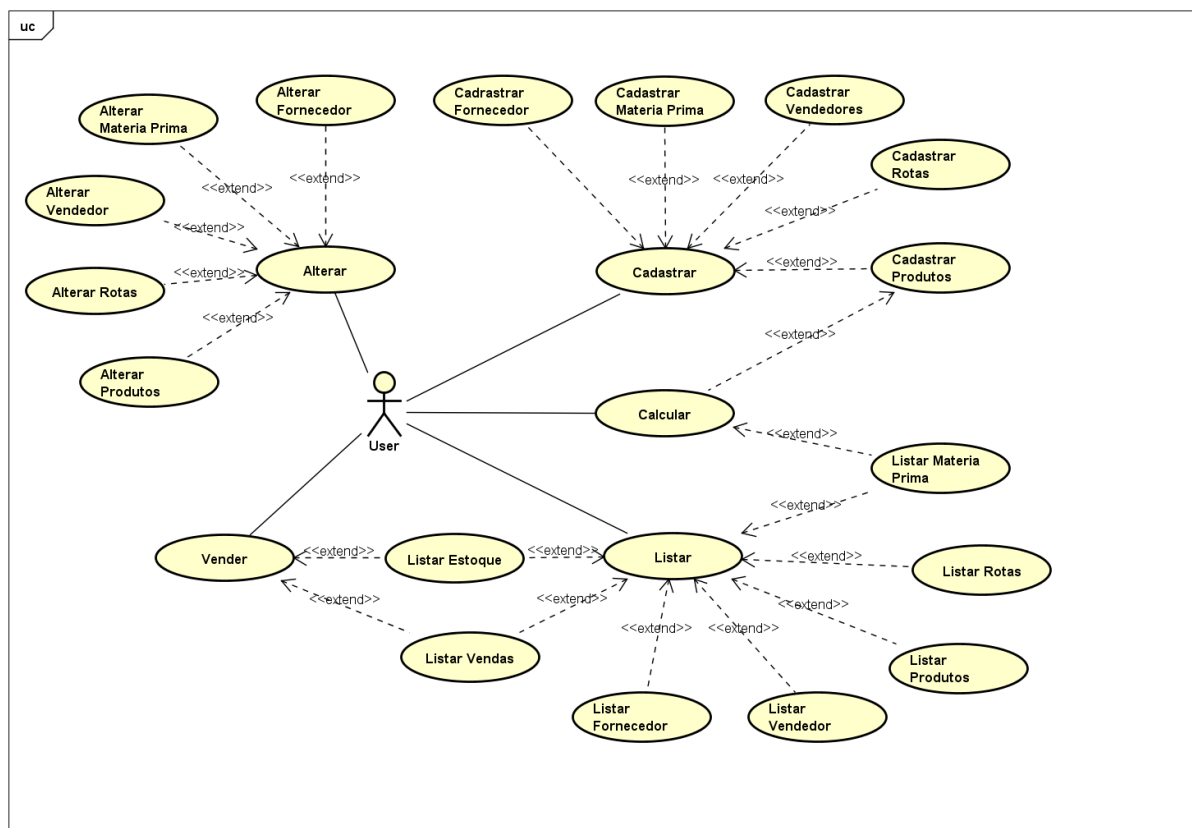 uc
Alterar
Fornecedor
Cadrastrar
Fornecedor
Cadastrar
Materia Prima
Cadastrar
Vendedores
Alterar
Materia Prima
Cadastrar
Rotas
<<extend>>
<<extend>>
<<extend>>
<<extend>>
<<extend>>
Alterar
Vendedor
<<extend>>
<<extend>>
Alterar
Cadastrar
<<extend>>
Cadastrar
Produtos
Alterar Rotas
<<extend>>
<<extend>>
<<extend>>
Alterar
Produtos
Calcular
User
<<extend>>
Listar Materia
Prima
<<extend>>
Vender
<<extend>>
Listar Estoque
<<extend>>
Listar
<<extend>>
Listar Rotas
<<extend>>
<<extend>>
<<extend>>
<<extend>>
<<extend>>
Listar Vendas
Listar
Produtos
Listar
Fornecedor
Listar
Vendedor